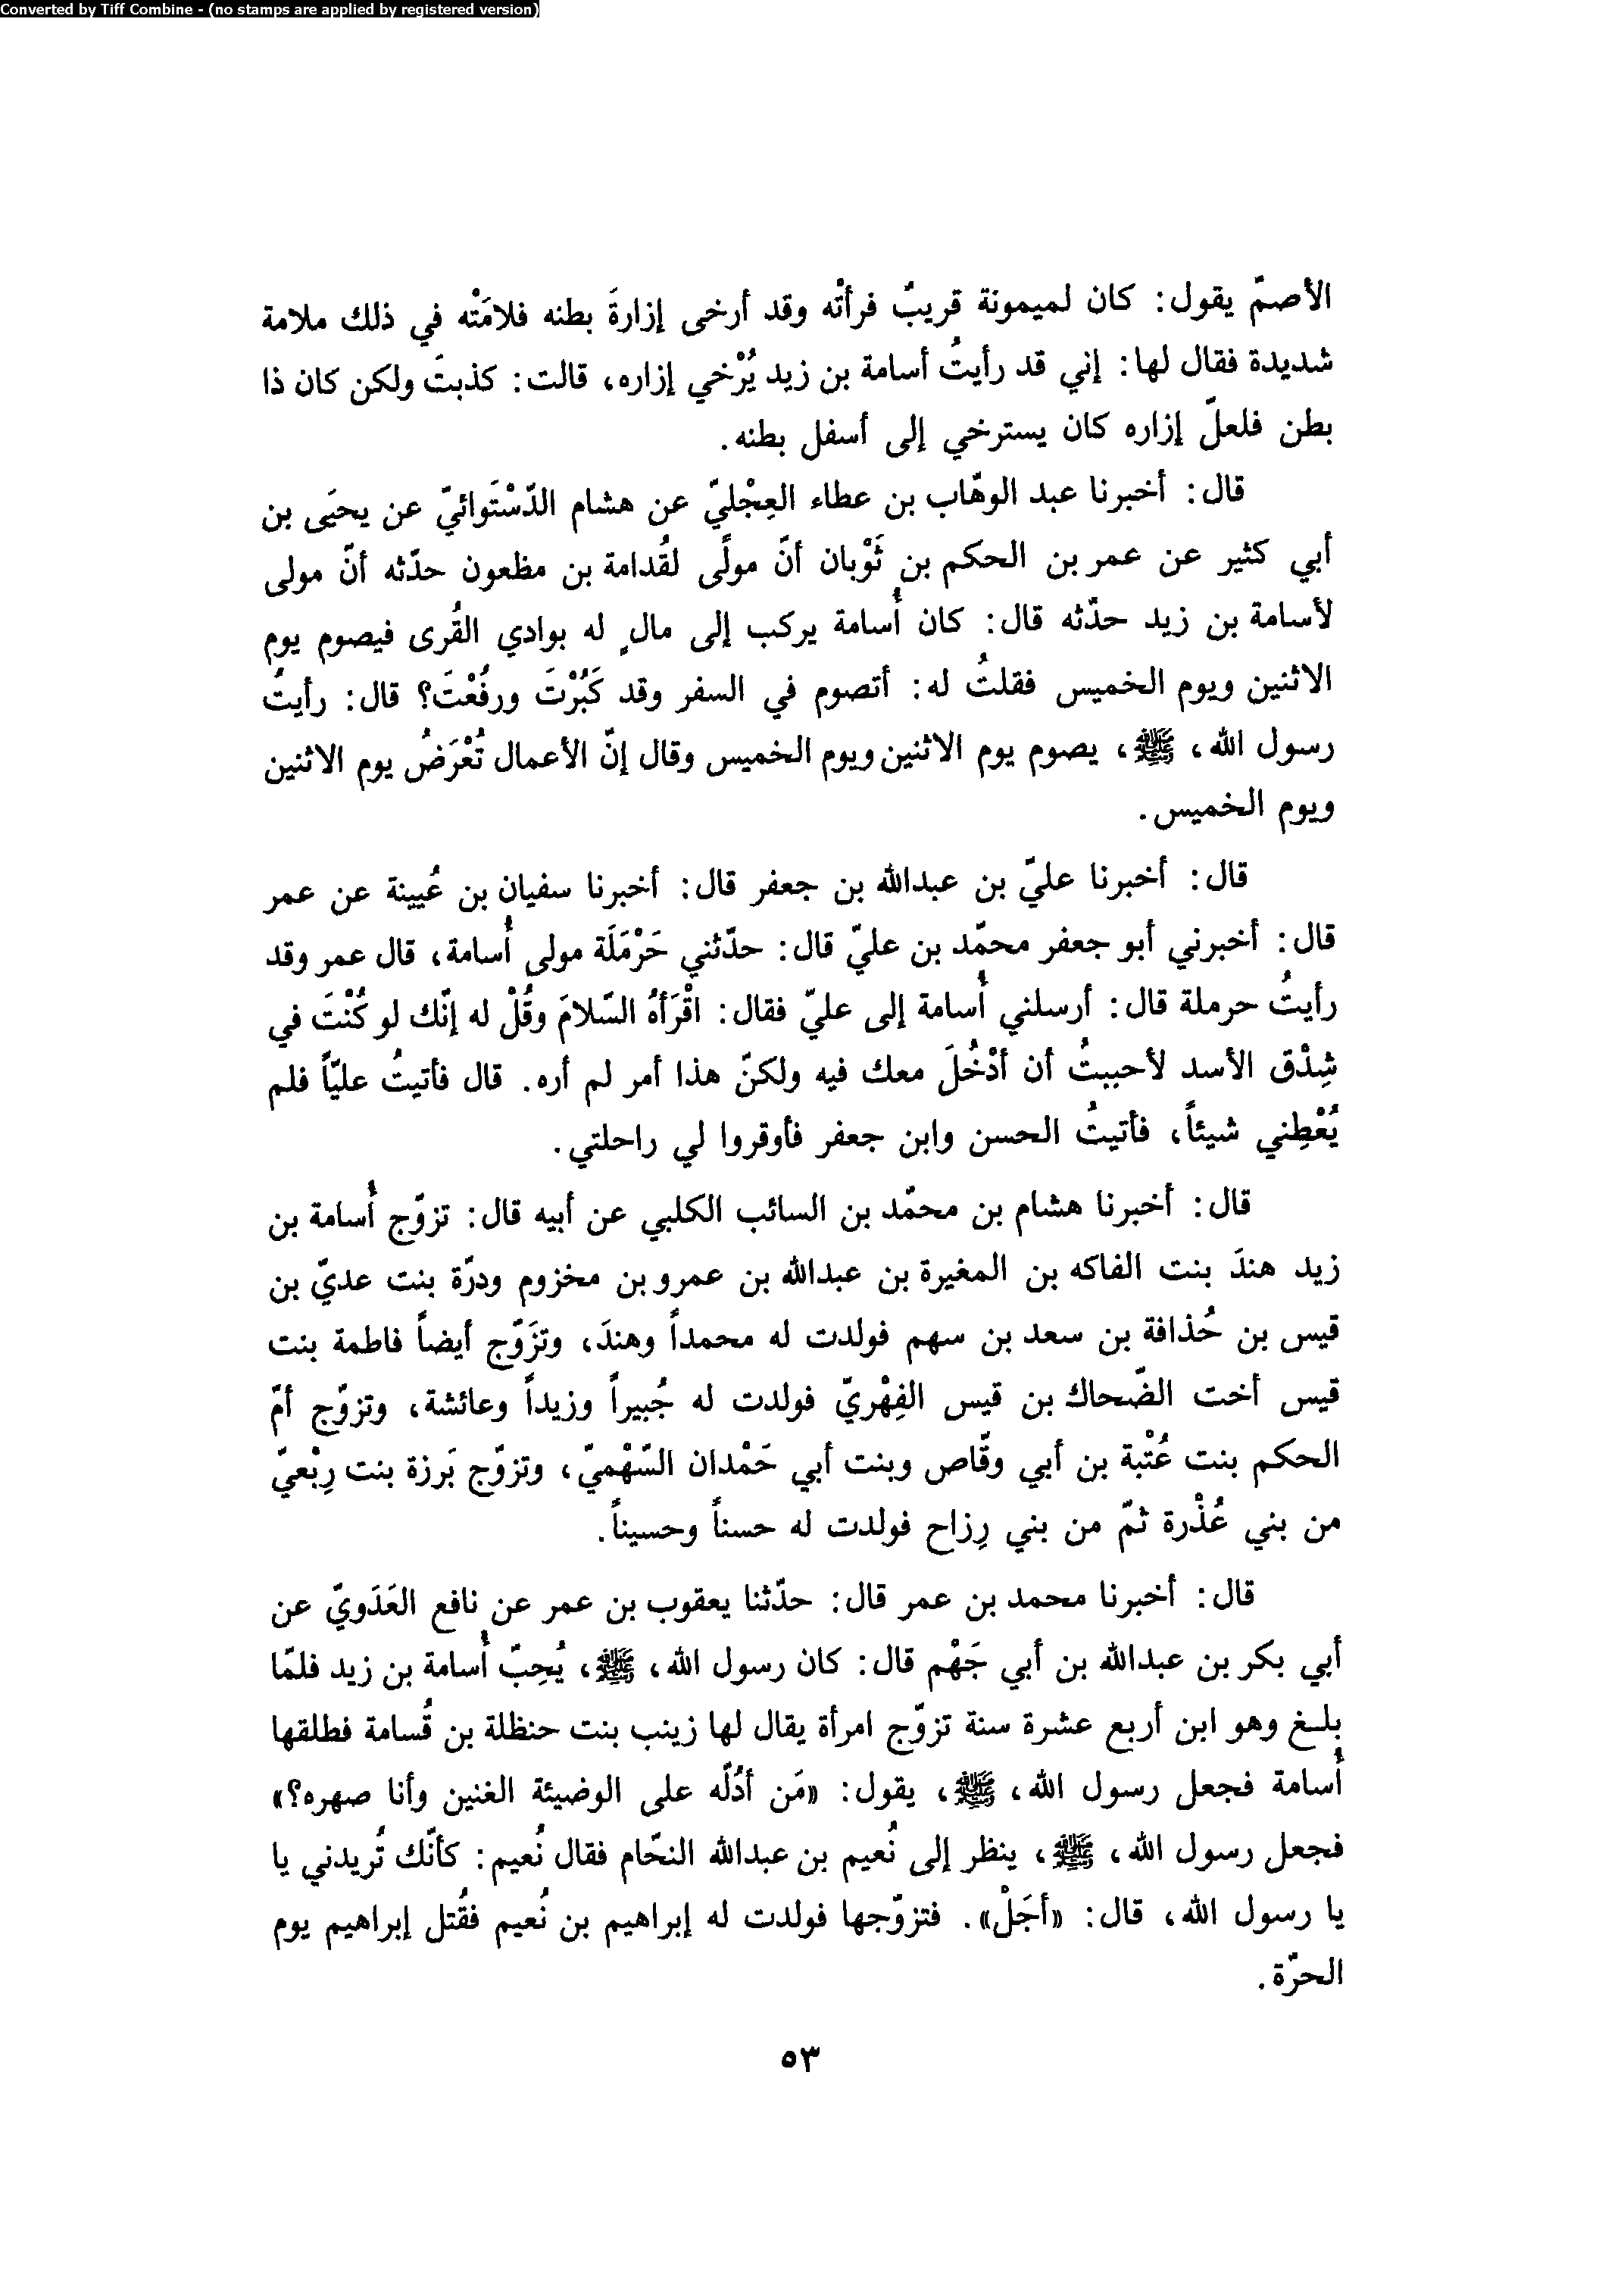 Converted by Tiff Combine - (no stamps are applied by registered version)
الأصمّ يقول: كان لميمونة قريبٌ فرأتْه وقد أرخى إزارةَ بطنه فلامَتْه في ذلك ملامة
شديدة فقال لها: إني قد رأيتُ أسامة بن زيد يُرْخي إزاره، قالت: كذبتَ ولكن كان ذا
بطن فلعلّ إزاره كان يسترخي إلى أسفل بطنه.
قال: أخبرنا عبد الوهّاب بن عطاء العِجْليّ عن هشام الدّسْتَوائيّ عن يحيَى بن
أبي كثير عن عمر بن الحكم بن ثَوْبان أنّ مولًى لقُدامة بن مظعون حدّثه أنّ مولى
لأسامة بن زيد حدّثه قال: كان أُسامة يركب إلى مالٍ له بوادي القُرى فيصوم يوم
الاثنين ويوم الخميس فقلتُ له: أتصوم في السفر وقد كَبُرْتَ ورفُعْتَ؟ قال: رأيتُ
رسول الله، ﷺ، يصوم يوم الاثنين ويوم الخميس وقال إنّ الأعمال تُعْرَضُ يوم الاثنين
ويوم الخميس.
قال: أخبرنا عليّ بن عبدالله بن جعفر قال: أخبرنا سفيان بن عُيينة عن عمر
قال: أخبرني أبو جعفر محمّد بن عليّ قال: حدّثني حَرْمَلَة مولى أُسامة، قال عمر وقد
رأيتُ حرملة قال: أرسلني أُسامة إلى عليّ فقال: اقْرَأهُ السّلامَ وقُلْ له إنّك لو كُنْتَ في
شِدْق الأسد لأحببتُ أن أدْخُلَ معك فيه ولكنّ هذا أمر لم أره. قال فأتيتُ عليّاً فلم
يُعْطِني شيئاً، فأتيتُ الحسن وابن جعفر فأوقروا لي راحلتي.
قال: أخبرنا هشام بن محمّد بن السائب الكلبي عن أبيه قال: تزوّج أُسامة بن
زيد هندَ بنت الفاكه بن المغيرة بن عبدالله بن عمرو بن مخزوم ودرّة بنت عديّ بن
قيس بن حُذافة بن سعد بن سهم فولدت له محمداً وهندَ، وتزَوّج أيضاً فاطمة بنت
قيس أخت الضّحاك بن قيس الفِهْريّ فولدت له جُبيراً وزيداً وعائشة، وتزوّج أمّ
الحكم بنت عُتْبة بن أبي وقّاص وبنت أبي حَمْدان السّهْميّ، وتزوّج بَرزة بنت رِبْعيّ
من بني عُذْرة ثمّ من بني رِزاح فولدت له حسناً وحسيناً.
قال: أخبرنا محمد بن عمر قال: حدّثنا يعقوب بن عمر عن نافع العَدَويّ عن
أبي بكر بن عبدالله بن أبي جَهْم قال: كان رسول الله، ﷺ، يُحِبّ أُسامة بن زيد فلمّا
بلغ وهو ابن أربع عشرة سنة تزوّج امرأة يقال لها زينب بنت حنظلة بن قُسامة فطلقها
أُسامة فجعل رسول الله، ﷺ، يقول: «مَن أدُلّه على الوضيئة الغنين وأنا صهره؟»
فجعل رسول الله، ﷺ، ينظر إلى نُعيم بن عبدالله النحّام فقال نُعيم: كأنّك تُريدني يا
يا رسول الله، قال: «أجَلْ». فتزوّجها فولدت له إبراهيم بن نُعيم فقُتل إبراهيم يوم
الحرّة.
٥٣